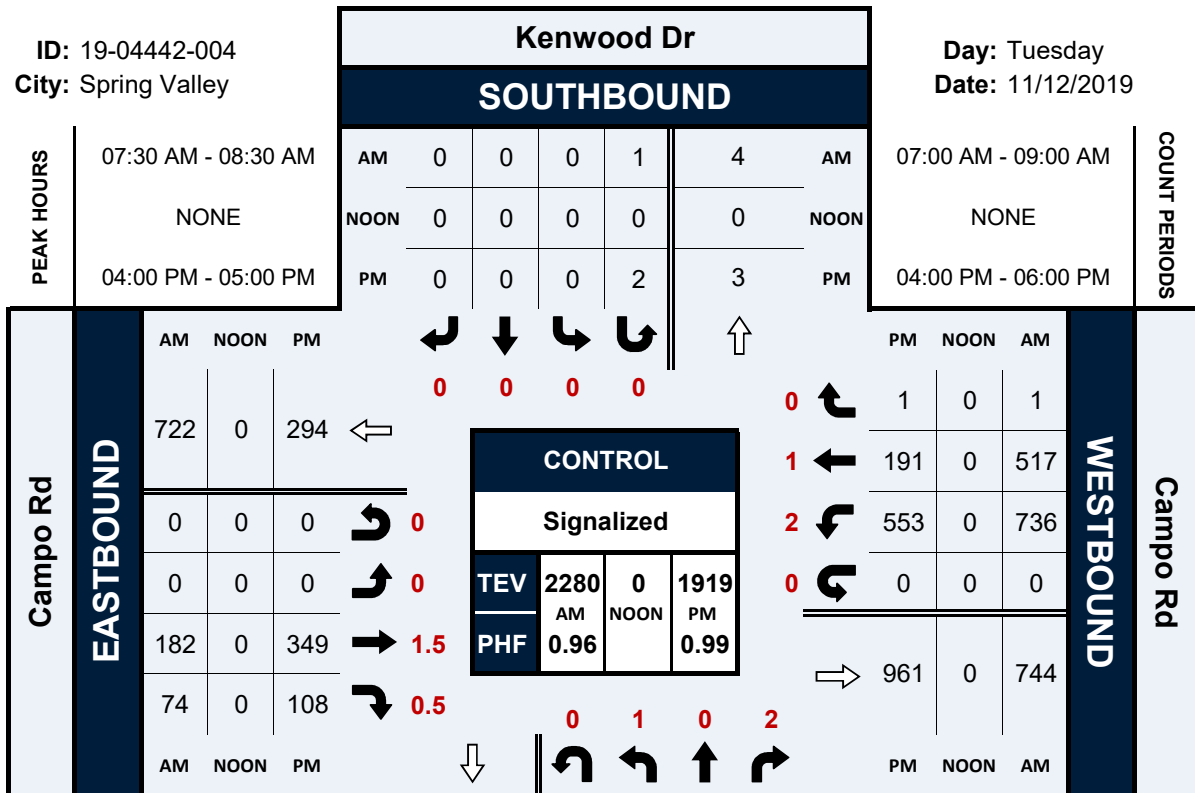 ID: 19-04442-004
City: Spring Valley
Kenwood Dr
SOUTHBOUND
Day: Tuesday
Date: 11/12/2019
PEAK HOURS
07:30 AM - 08:30 AM
NONE
04:00 PM - 05:00 PM
AM 0 0 0 1 4 AM
NOON 0 0 0 0 0 NOON
PM 0 0 0 2 3 PM
07:00 AM - 09:00 AM
NONE
04:00 PM - 06:00 PM
COUNT PERIODS
0 0 0 0
Campo Rd
EASTBOUND
AM NOON PM
722 0 294
0 0 0 0
0 0 0 0
182 0 349 1.5
74 0 108 0.5
AM NOON PM
CONTROL
Signalized
TEV 2280 0 1919
AM NOON PM
PHF 0.96 0.99
PM NOON AM
0 1 0 1
1 191 0 517
2 553 0 736
0 0 0 0
961 0 744
PM NOON AM
WESTBOUND
Campo Rd
0 1 0 2